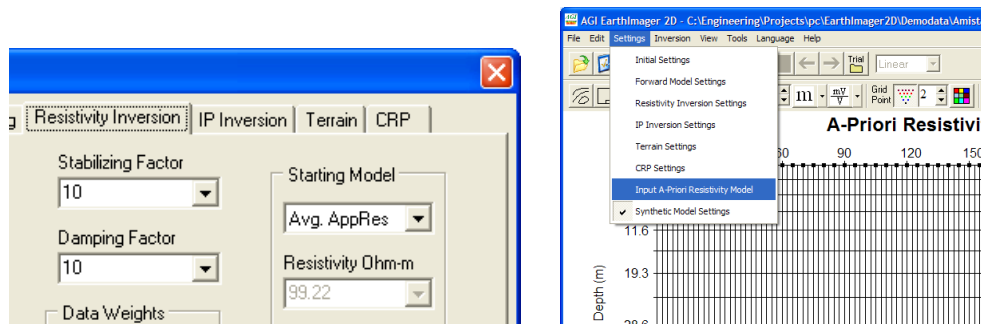 Resistivity Inversion IP Inversion Terrain CRP
Stabilizing Factor
10
Damping Factor
10
Data Weights
Starting Model
Avg. AppRes
Resistivity Ohm-m
99.22
AGI EarthImager 2D - C:\Engineering\Projects\pc\EarthImager2D\Demodata\Amista
File Edit Settings Inversion View Tools Language Help
Trial Linear
m mV/V Grid Point 2
Initial Settings
Forward Model Settings
Resistivity Inversion Settings
IP Inversion Settings
Terrain Settings
CRP Settings
Input A-Priori Resistivity Model
Synthetic Model Settings
A-Priori Resistivi
60 90 120 150
11.6
19.3
28.6
Depth (m)